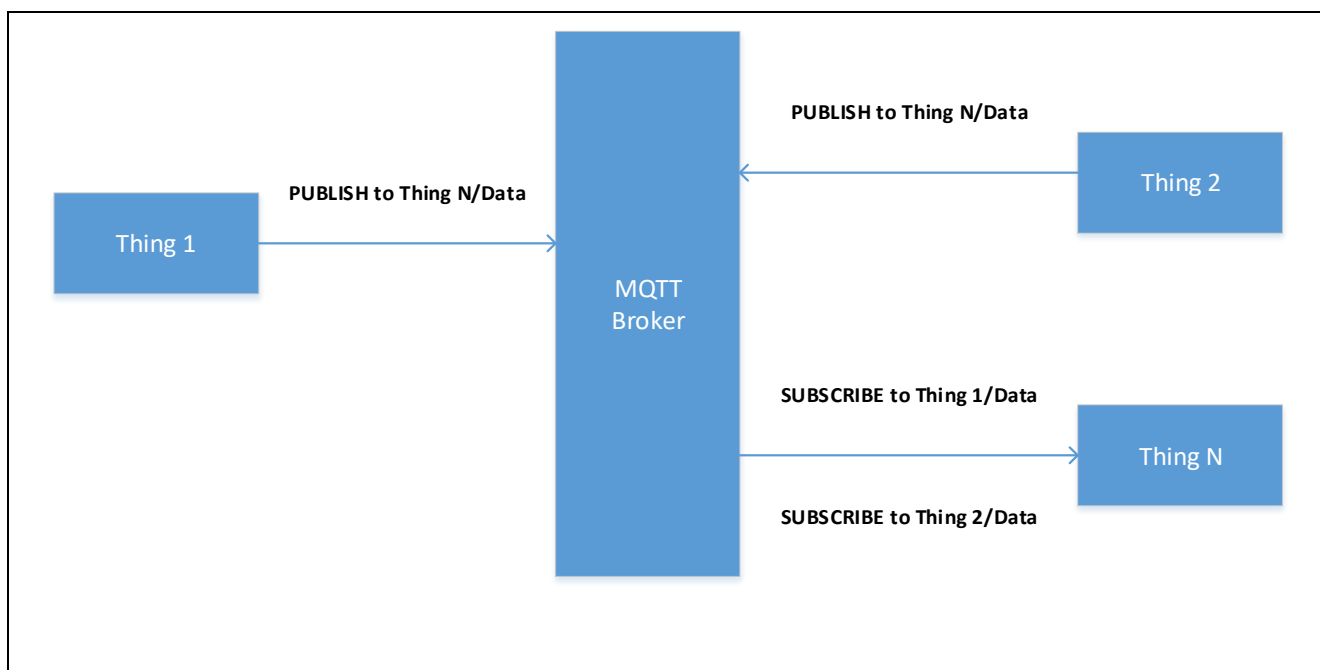 PUBLISH to Thing N/Data
Thing 2
PUBLISH to Thing N/Data
Thing 1
MQTT
Broker
SUBSCRIBE to Thing 1/Data
Thing N
SUBSCRIBE to Thing 2/Data